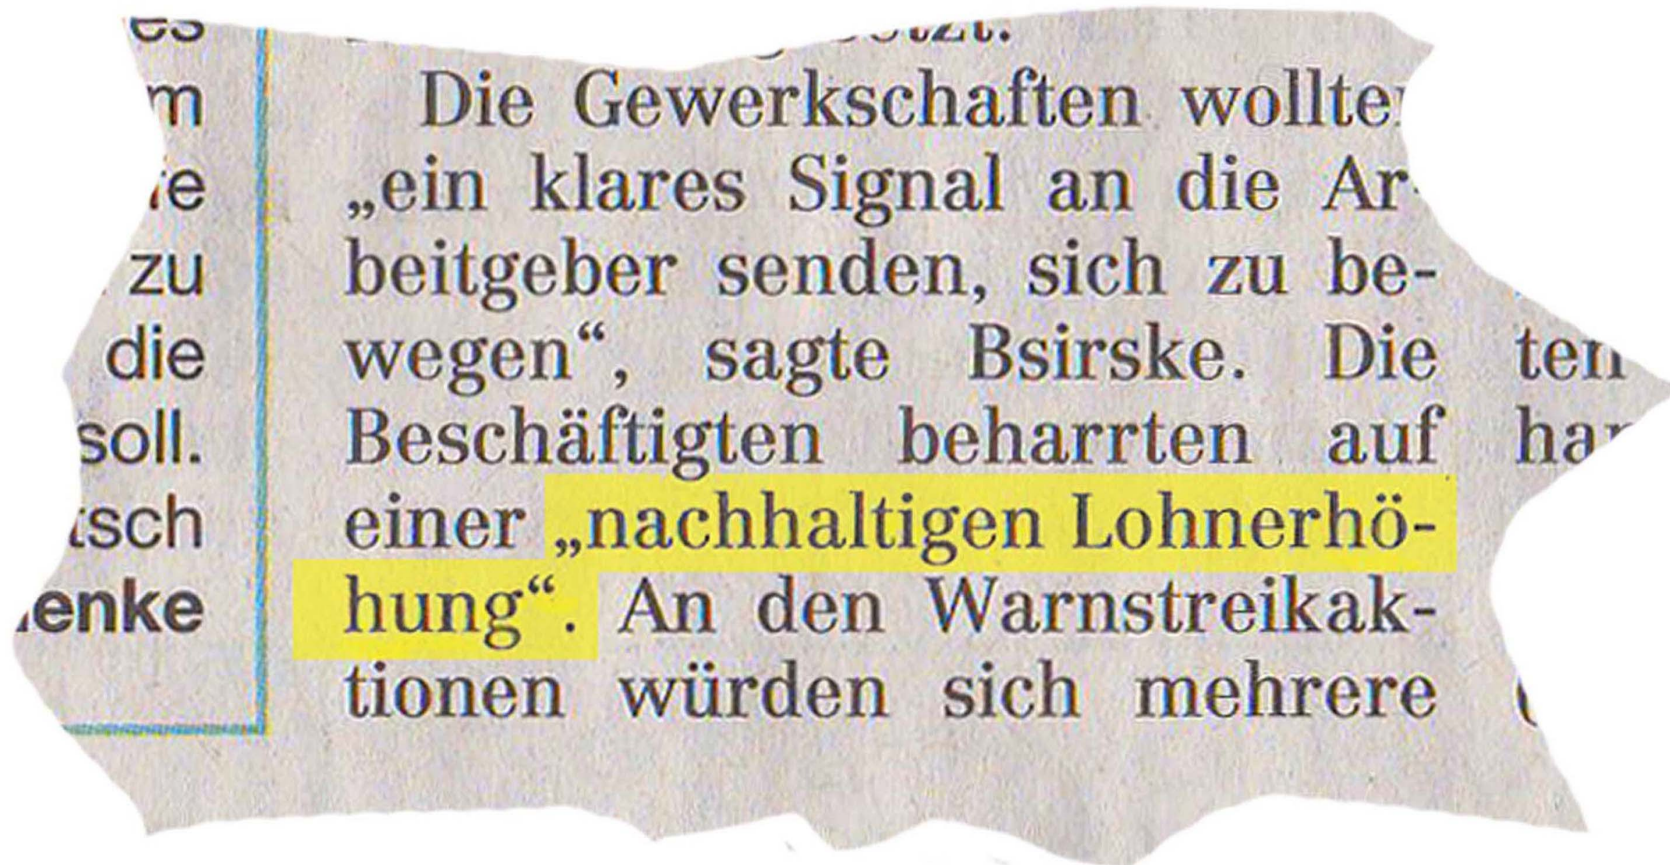 zu
die
soll.
Die Gewerkschaften
„ein klares Signal an die Ar-
beitgeber senden, sich zu be-
wegen“, sagte Bsirske. Die
Beschäftigten beharrten auf
einer „nachhaltigen Lohnerhö-
hung“. An den Warnstreikak-
tionen würden sich mehrere